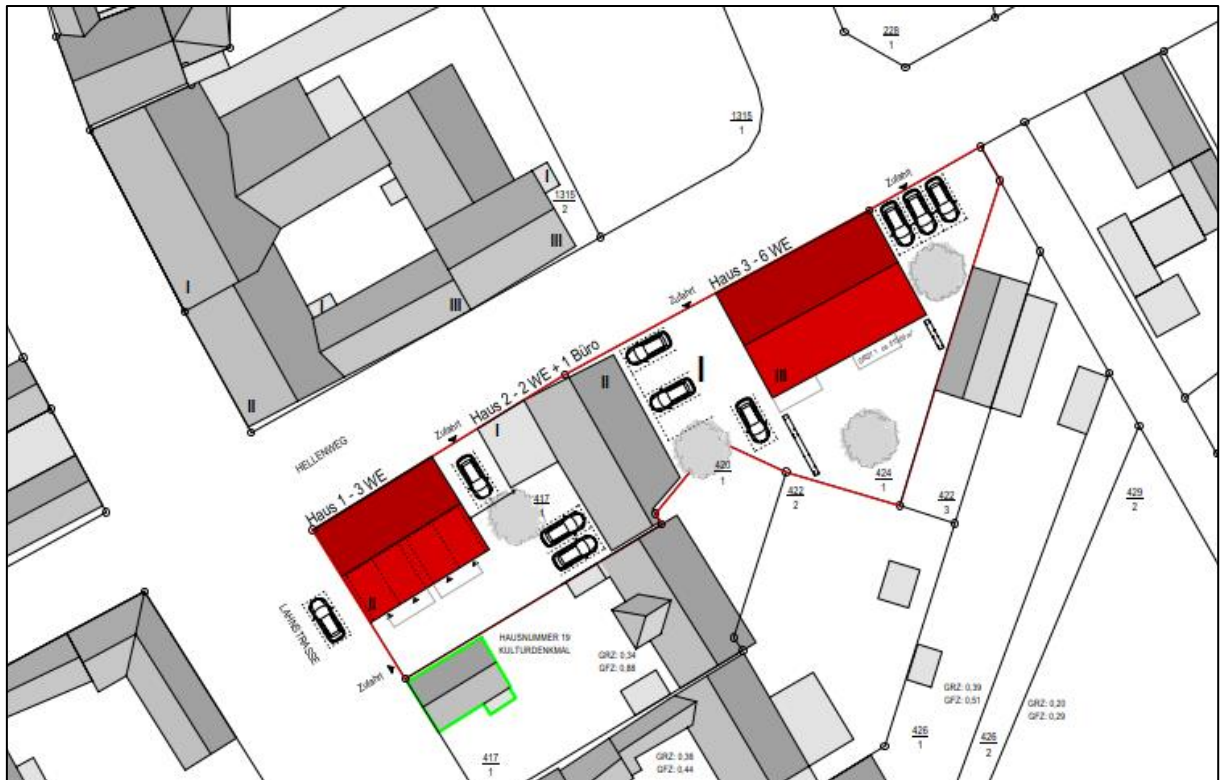 228
1
1315
1
I
1315
2
III
III
I
II
Zufahrt
Haus 3 - 6 WE
Zufahrt
Haus 2 - 2 WE + 1 Büro
II
I
I
III
Zufahrt
HELLENWEG
Haus 1 - 3 WE
417
1
420
1
424
1
422
2
422
3
429
2
II
LAHNSTRASSE
Zufahrt
HAUSNUMMER 19
KULTURDENKMAL
GRZ: 0,34
GFZ: 0,88
GRZ: 0,39
GFZ: 0,51
GRZ: 0,20
GFZ: 0,29
426
1
426
2
417
1
GRZ: 0,38
GFZ: 0,44